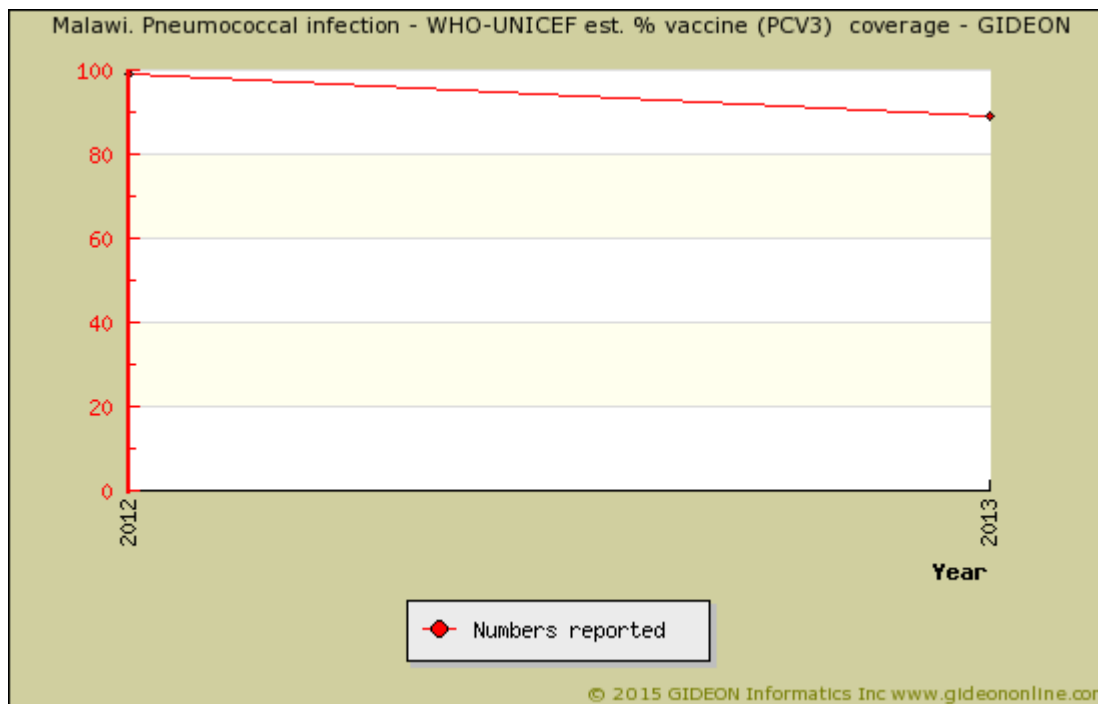 Malawi. Pneumococcal infection - WHO-UNICEF est. % vaccine (PCV3) coverage - GIDEON
100
80
60
40
20
0
2012
2013
Year
Numbers reported
© 2015 GIDEON Informatics Inc www.gideononline.com